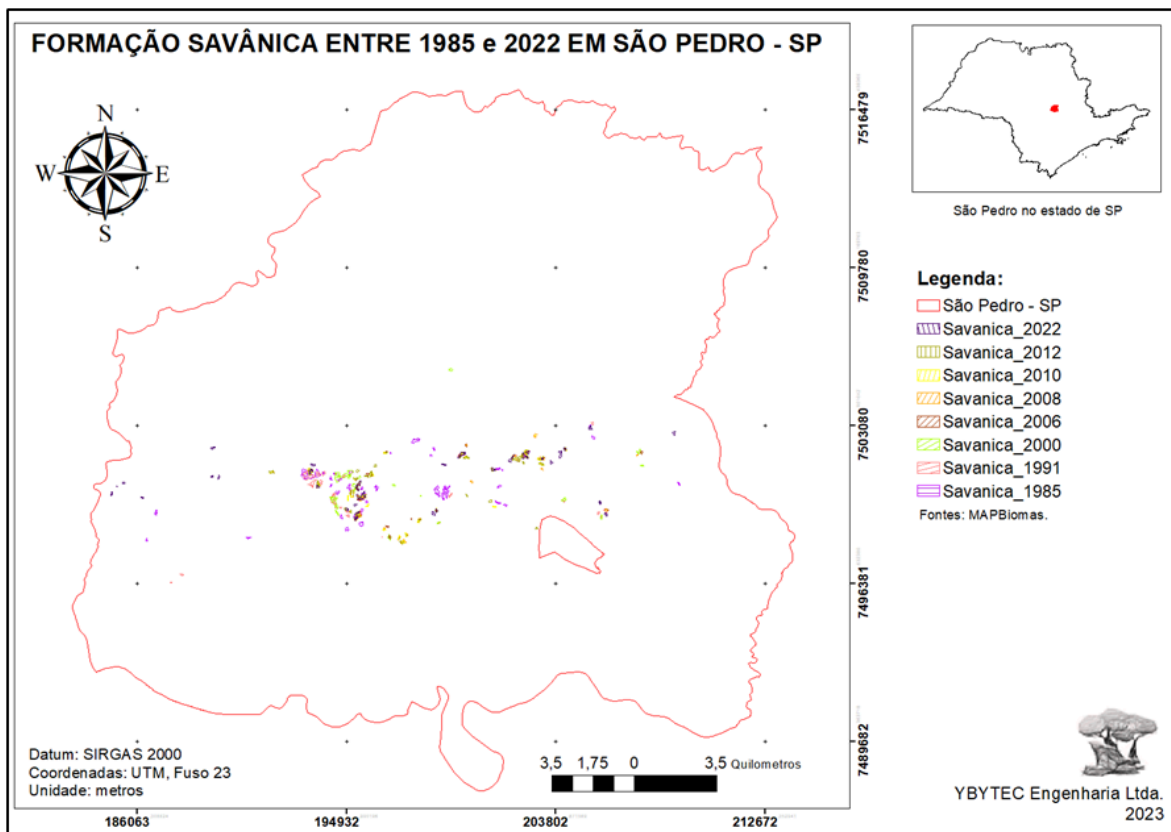 FORMAÇÃO SAVÂNICA ENTRE 1985 e 2022 EM SÃO PEDRO - SP
N
W E
S
7516479
7509780
7503080
7496381
7489682
186063
194932
203802
212672
Datum: SIRGAS 2000
Coordenadas: UTM, Fuso 23
Unidade: metros
3,5 1,75 0 3,5 Quilometros
São Pedro no estado de SP
Legenda:
São Pedro - SP
Savanica_2022
Savanica_2012
Savanica_2010
Savanica_2008
Savanica_2006
Savanica_2000
Savanica_1991
Savanica_1985
Fontes: MAPBiomas.
YBYTEC Engenharia Ltda.
2023